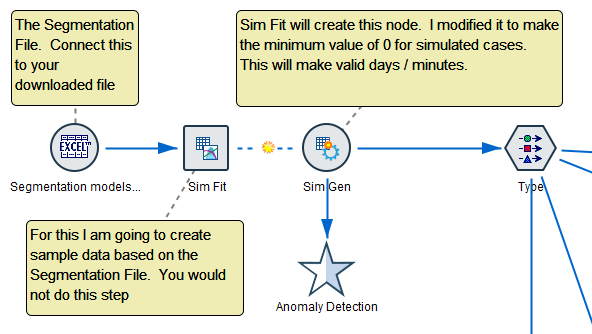 The Segmentation
File.  Connect this
to your
downloaded file
Sim Fit will create this node.  I modified it to make
the minimum value of 0 for simulated cases.
This will make valid days / minutes.
EXCEL™
Segmentation models...
Sim Fit
Sim Gen
Type
For this I am going to create
sample data based on the
Segmentation File.  You would
not do this step
Anomaly Detection